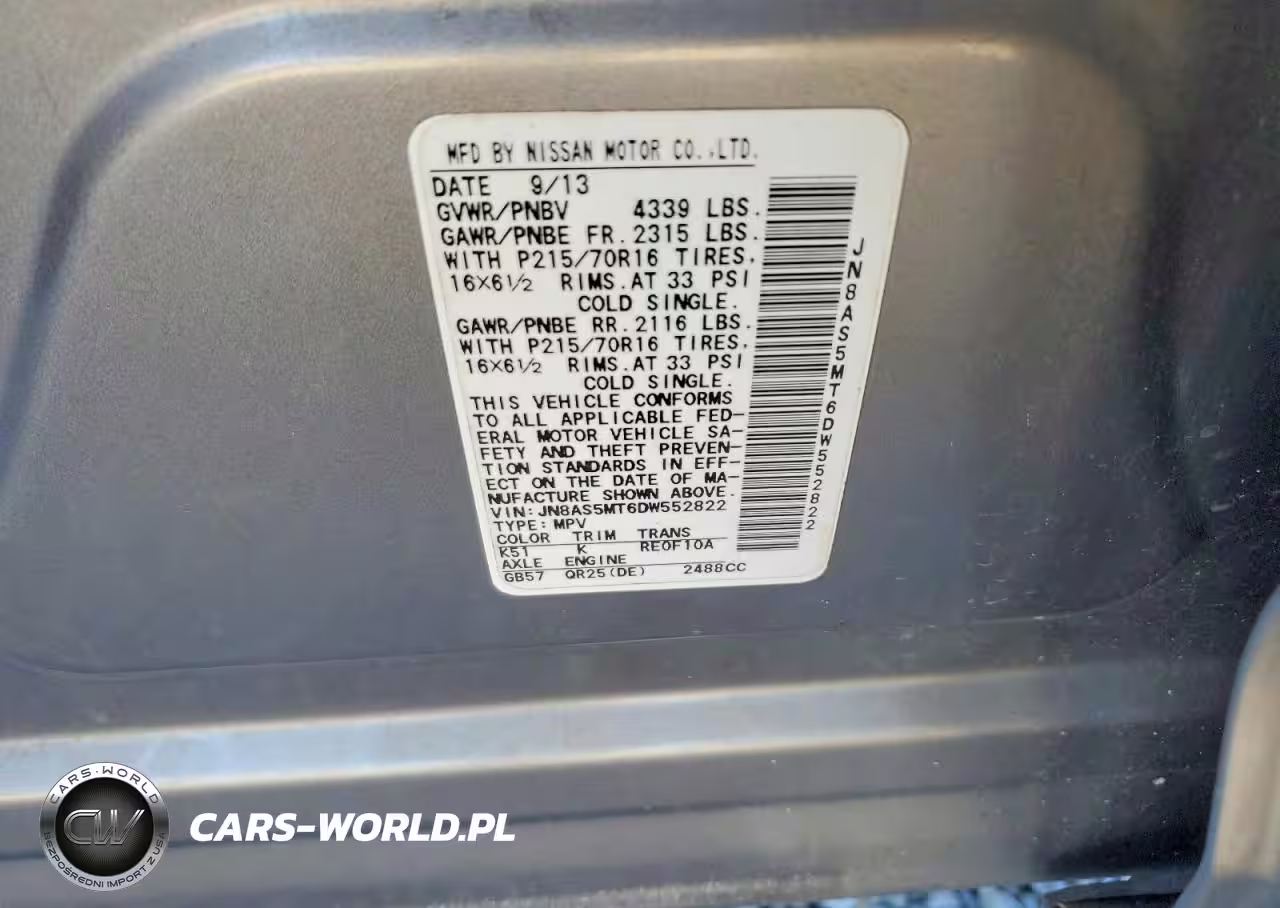 MFD BY NISSAN MOTOR CO.,LTD.
DATE 9/13
GVWR/PNBV 4339 LBS.
GAWR/PNBE FR. 2315 LBS.
WITH P215/70R16 TIRES,
16X6½ RIMS.AT 33 PSI
COLD SINGLE.
GAWR/PNBE RR. 2116 LBS.
WITH P215/70R16 TIRES,
16X6½ RIMS.AT 33 PSI
COLD SINGLE.
THIS VEHICLE CONFORMS
TO ALL APPLICABLE FED-
ERAL MOTOR VEHICLE SA-
FETY AND THEFT PREVEN-
TION STANDARDS IN EFF-
ECT ON THE DATE OF MA-
NUFACTURE SHOWN ABOVE.
VIN: JN8AS5MT6DW552822
TYPE: MPV
COLOR TRIM TRANS
K51 K RE0F10A
AXLE ENGINE
GB57 QR25(DE) 2488CC
JN8AS5MT6DW552822
CARS-WORLD
CW
BEZPOŚREDNI IMPORT Z USA
CARS-WORLD.PL